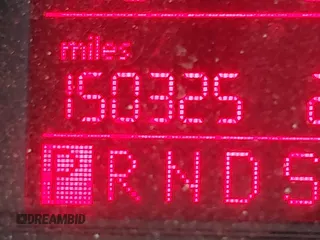 miles
150325
P R N D S
DREAMBID